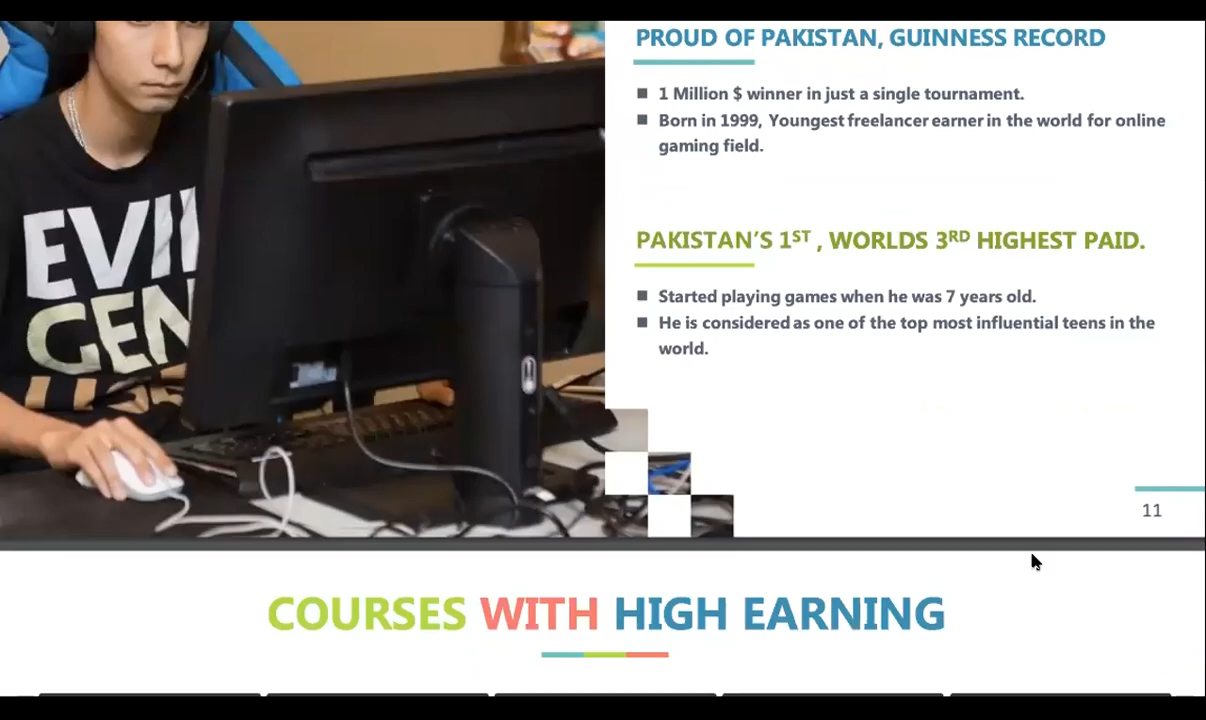 PROUD OF PAKISTAN, GUINNESS RECORD
■ 1 Million $ winner in just a single tournament.
■ Born in 1999, Youngest freelancer earner in the world for online
gaming field.
PAKISTAN'S 1ST , WORLDS 3RD HIGHEST PAID.
■ Started playing games when he was 7 years old.
■ He is considered as one of the top most influential teens in the
world.
EVIL
GEN
11
COURSES WITH HIGH EARNING